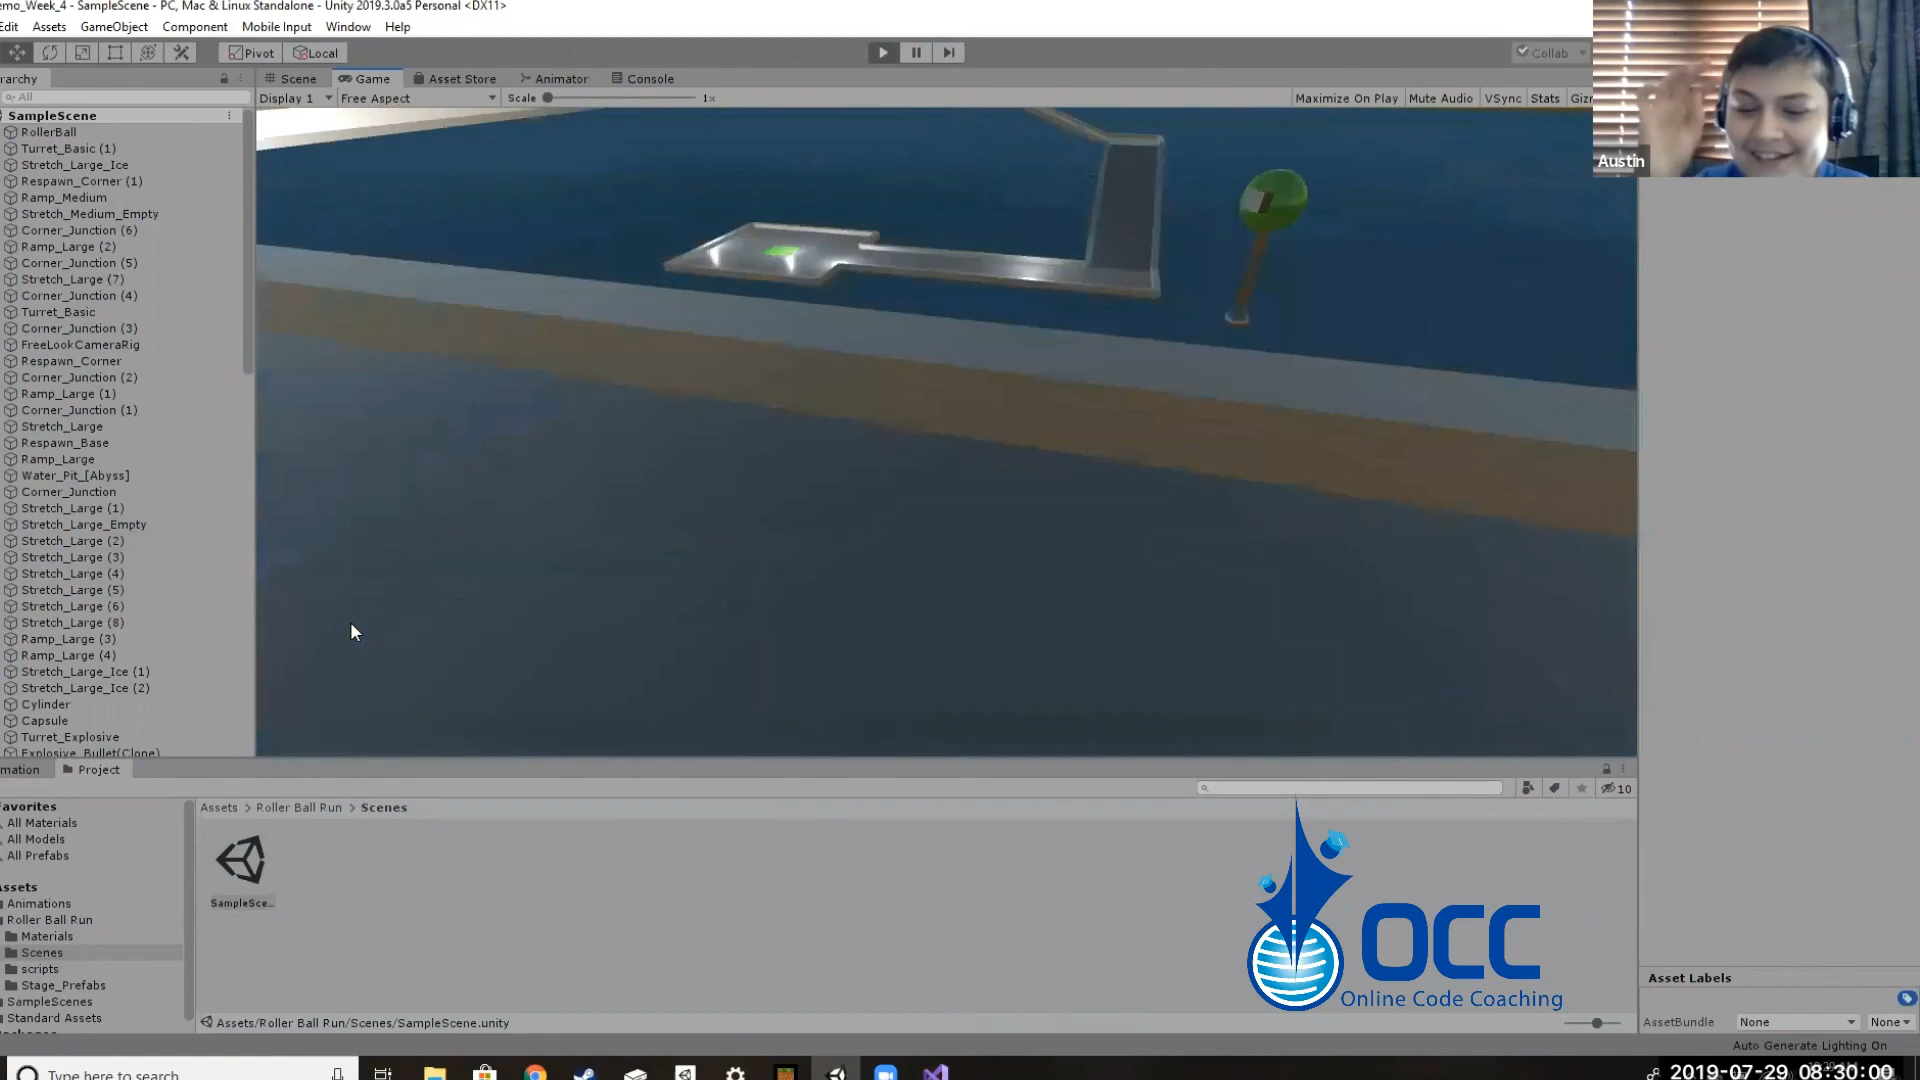 emo_Week_4 - SampleScene - PC, Mac & Linux Standalone - Unity 2019.3.0a5 Personal <DX11>
Edit Assets GameObject Component Mobile Input Window Help
Pivot Local Collab
rarchy Scene Game Asset Store Animator Console
All Display 1 Free Aspect Scale 1x Maximize On Play Mute Audio VSync Stats Giz
Austin
SampleScene
RollerBall
Turret_Basic (1)
Stretch_Large_Ice
Respawn_Corner (1)
Ramp_Medium
Stretch_Medium_Empty
Corner_Junction (6)
Ramp_Large (2)
Corner_Junction (5)
Stretch_Large (7)
Corner_Junction (4)
Turret_Basic
Corner_Junction (3)
FreeLookCameraRig
Respawn_Corner
Corner_Junction (2)
Ramp_Large (1)
Corner_Junction (1)
Stretch_Large
Respawn_Base
Ramp_Large
Water_Pit_[Abyss]
Corner_Junction
Stretch_Large (1)
Stretch_Large_Empty
Stretch_Large (2)
Stretch_Large (3)
Stretch_Large (4)
Stretch_Large (5)
Stretch_Large (6)
Stretch_Large (8)
Ramp_Large (3)
Ramp_Large (4)
Stretch_Large_Ice (1)
Stretch_Large_Ice (2)
Cylinder
Capsule
Turret_Explosive
Explosive_Bullet(Clone)
mation Project
10
Favorites
All Materials
All Models
All Prefabs
Assets
Animations
Roller Ball Run
Materials
Scenes
scripts
Stage_Prefabs
SampleScenes
Standard Assets
Assets > Roller Ball Run > Scenes
SampleSce...
Assets/Roller Ball Run/Scenes/SampleScene.unity
OCC
Online Code Coaching
Asset Labels
AssetBundle None None
Auto Generate Lighting On
Type here to search
2019-07-29 08:30:00